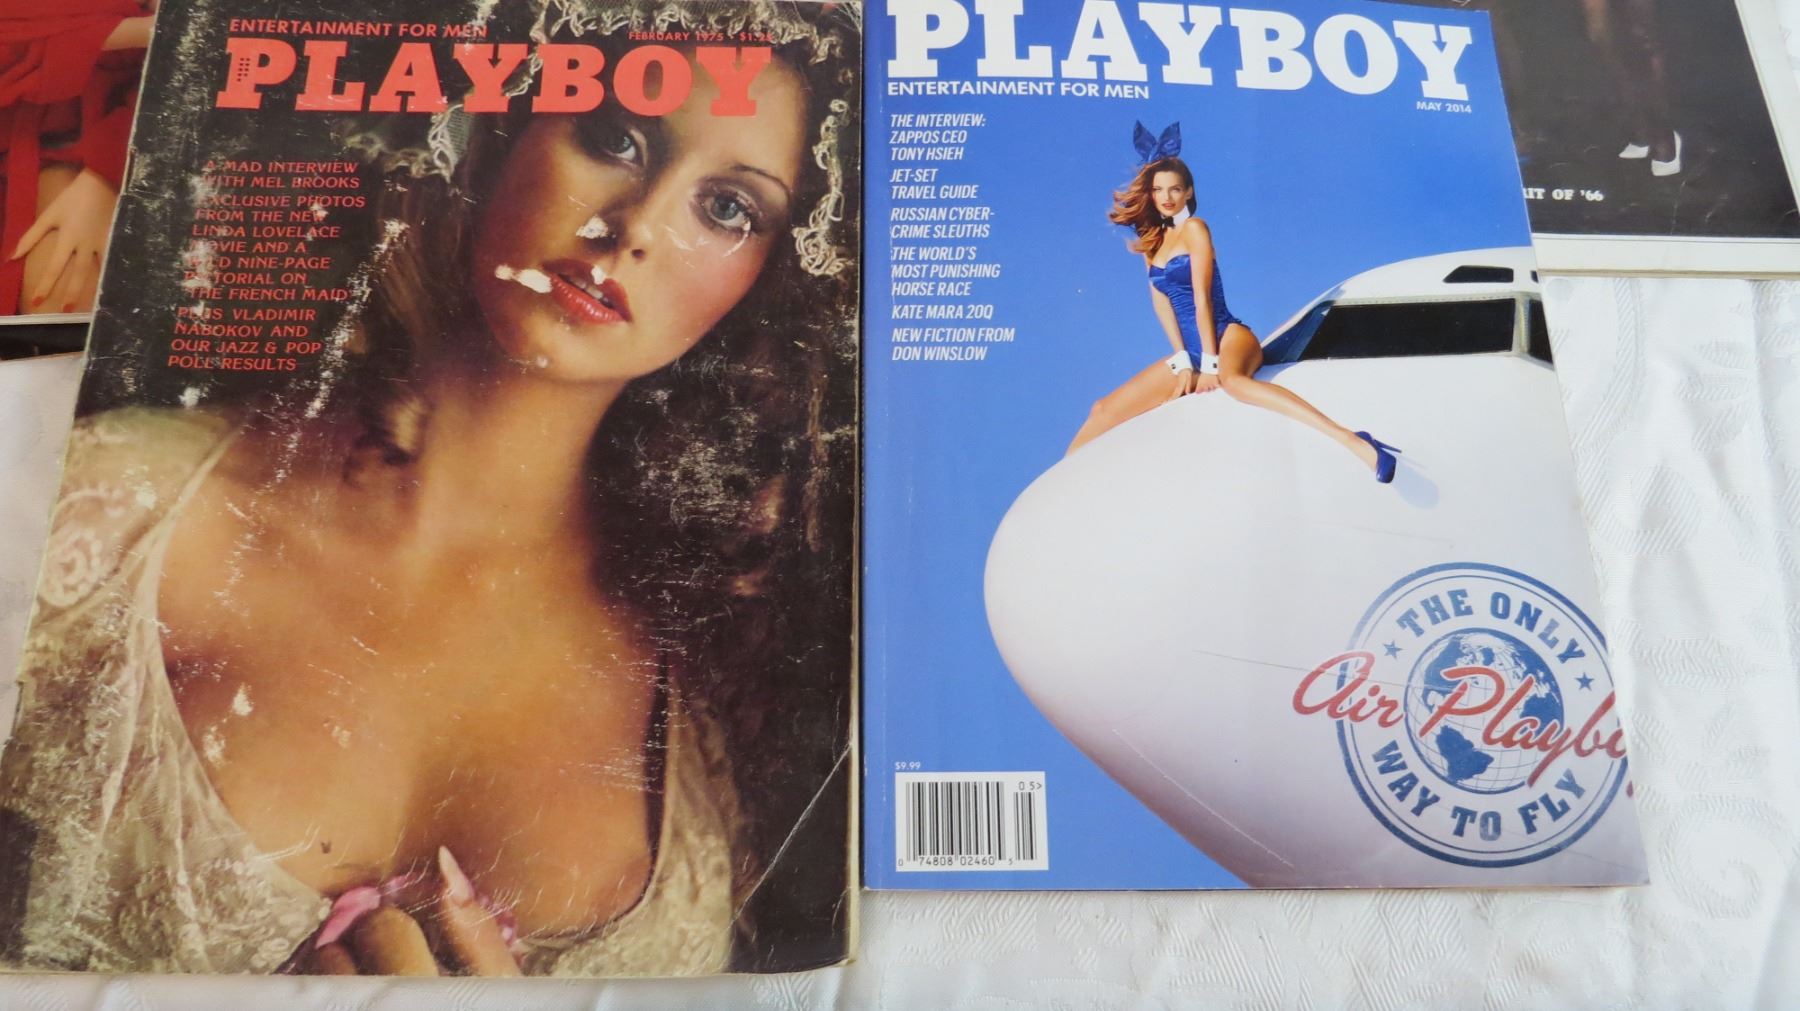 ENTERTAINMENT FOR MEN
FEBRUARY 1975 • $1.25
PLAYBOY
A MAD INTERVIEW
WITH MEL BROOKS
EXCLUSIVE PHOTOS
FROM THE NEW
LINDA LOVELACE
MOVIE AND A
WILD NINE-PAGE
PICTORIAL ON
"THE FRENCH MAID"
PLUS VLADIMIR
NABOKOV AND
OUR JAZZ & POP
POLL RESULTS
PLAYBOY
ENTERTAINMENT FOR MEN
MAY 2014
THE INTERVIEW:
ZAPPOS CEO
TONY HSIEH
JET-SET
TRAVEL GUIDE
RUSSIAN CYBER-
CRIME SLEUTHS
THE WORLD'S
MOST PUNISHING
HORSE RACE
KATE MARA 20Q
NEW FICTION FROM
DON WINSLOW
THE ONLY
Air Playbo
WAY TO FLY
$9.99
05>
0 74808 02460 5
OF '66